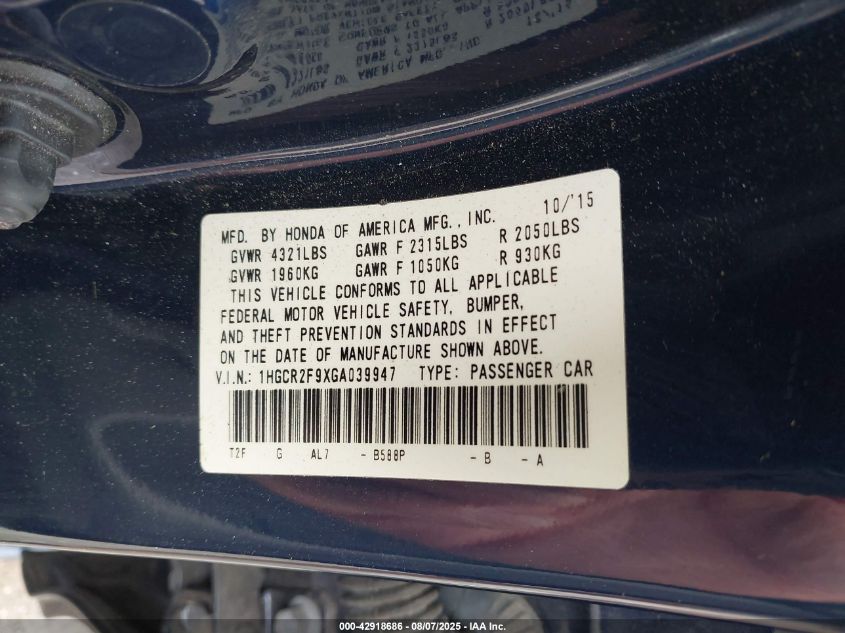 MFD. BY HONDA OF AMERICA MFG., INC. 10/'15
GVWR 4321LBS GAWR F 2315LBS R 2050LBS
GVWR 1960KG GAWR F 1050KG R 930KG
THIS VEHICLE CONFORMS TO ALL APPLICABLE
FEDERAL MOTOR VEHICLE SAFETY, BUMPER,
AND THEFT PREVENTION STANDARDS IN EFFECT
ON THE DATE OF MANUFACTURE SHOWN ABOVE.
V.I.N.: 1HGCR2F9XGA039947 TYPE: PASSENGER CAR
T2F G AL7 - B588P - B - A
000-42918686 - 08/07/2025 - IAA Inc.